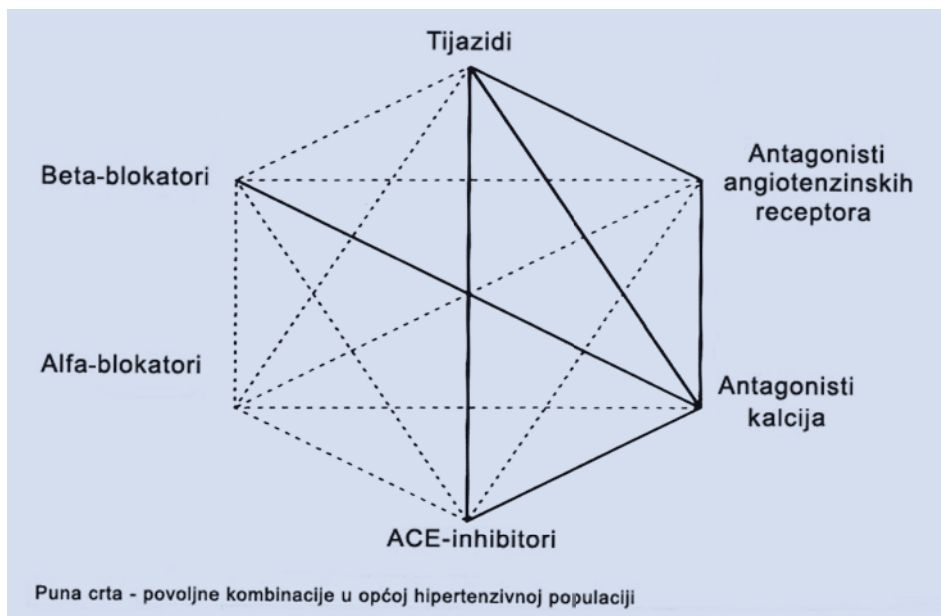 Tijazidi
Beta-blokatori
Antagonisti
angiotenzinskih
receptora
Alfa-blokatori
Antagonisti
kalcija
ACE-inhibitori
Puna crta - povoljne kombinacije u općoj hipertenzivnoj populaciji